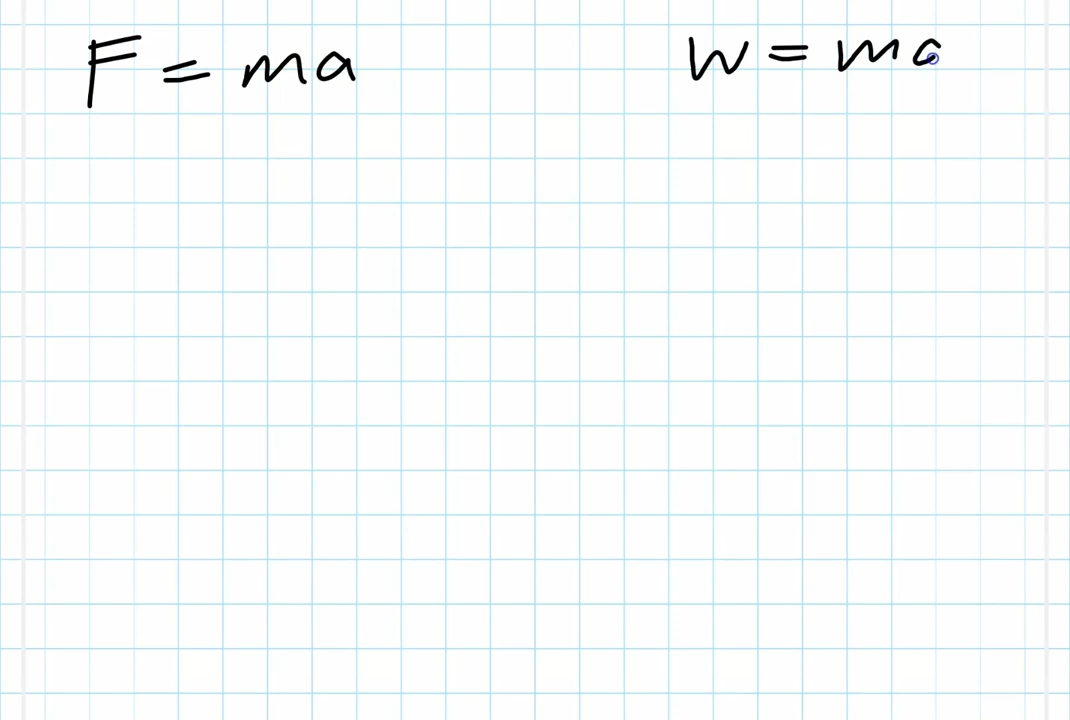 F = ma
W = m